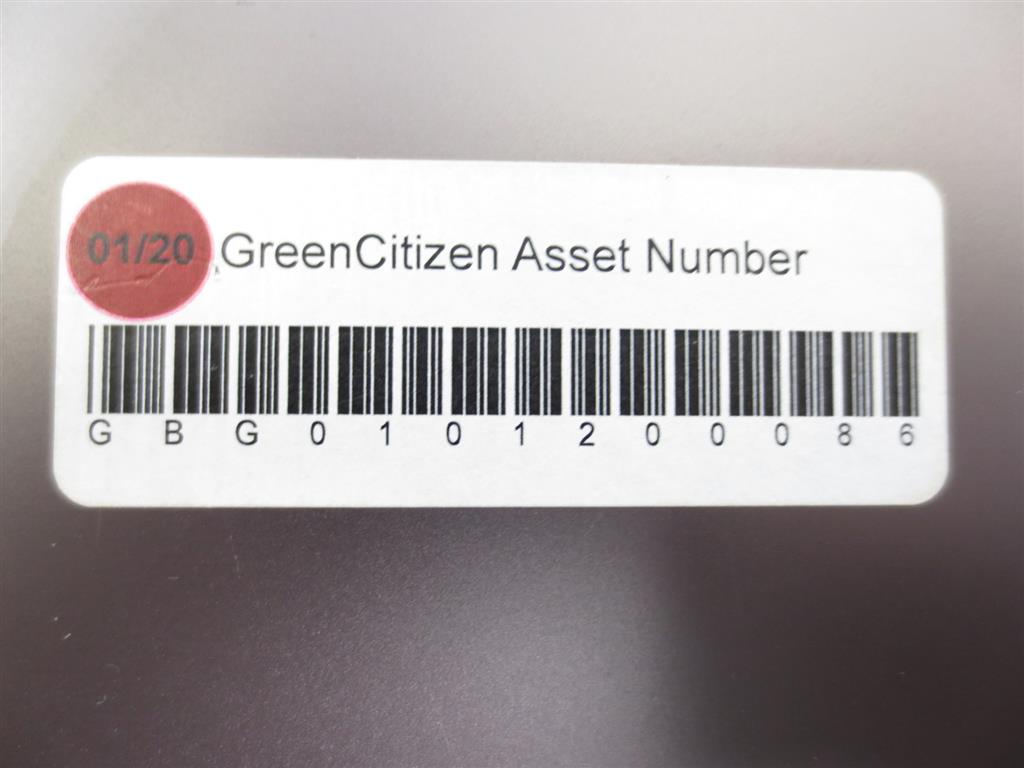 01/20 GreenCitizen Asset Number
G B G 0 1 0 1 2 0 0 0 8 6